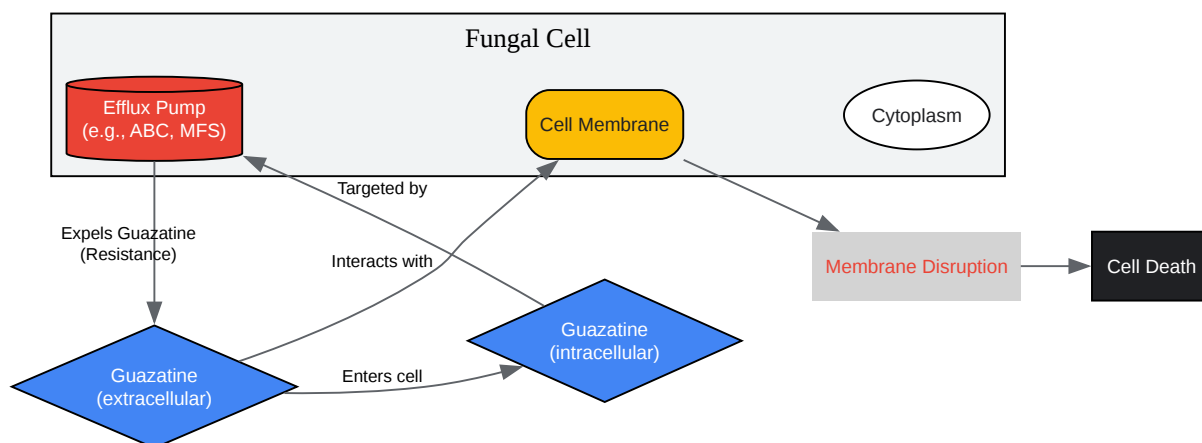 Fungal Cell
Efflux Pump
(e.g., ABC, MFS)
Cell Membrane
Cytoplasm
Targeted by
Expels Guazatine
(Resistance)
Interacts with
Membrane Disruption
Cell Death
Guazatine
(intracellular)
Guazatine
(extracellular)
Enters cell